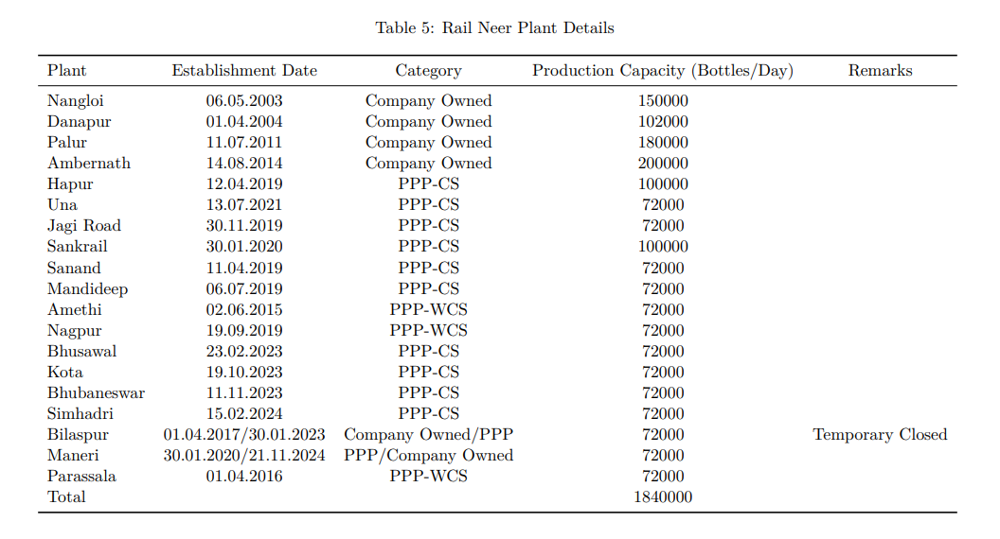 Table 5: Rail Neer Plant Details
Plant Establishment Date Category Production Capacity (Bottles/Day) Remarks
Nangloi 06.05.2003 Company Owned 150000
Danapur 01.04.2004 Company Owned 102000
Palur 11.07.2011 Company Owned 180000
Ambernath 14.08.2014 Company Owned 200000
Hapur 12.04.2019 PPP-CS 100000
Una 13.07.2021 PPP-CS 72000
Jagi Road 30.11.2019 PPP-CS 72000
Sankrail 30.01.2020 PPP-CS 100000
Sanand 11.04.2019 PPP-CS 72000
Mandideep 06.07.2019 PPP-CS 72000
Amethi 02.06.2015 PPP-WCS 72000
Nagpur 19.09.2019 PPP-WCS 72000
Bhusawal 23.02.2023 PPP-CS 72000
Kota 19.10.2023 PPP-CS 72000
Bhubaneswar 11.11.2023 PPP-CS 72000
Simhadri 15.02.2024 PPP-CS 72000
Bilaspur 01.04.2017/30.01.2023 Company Owned/PPP 72000 Temporary Closed
Maneri 30.01.2020/21.11.2024 PPP/Company Owned 72000
Parassala 01.04.2016 PPP-WCS 72000
Total 1840000